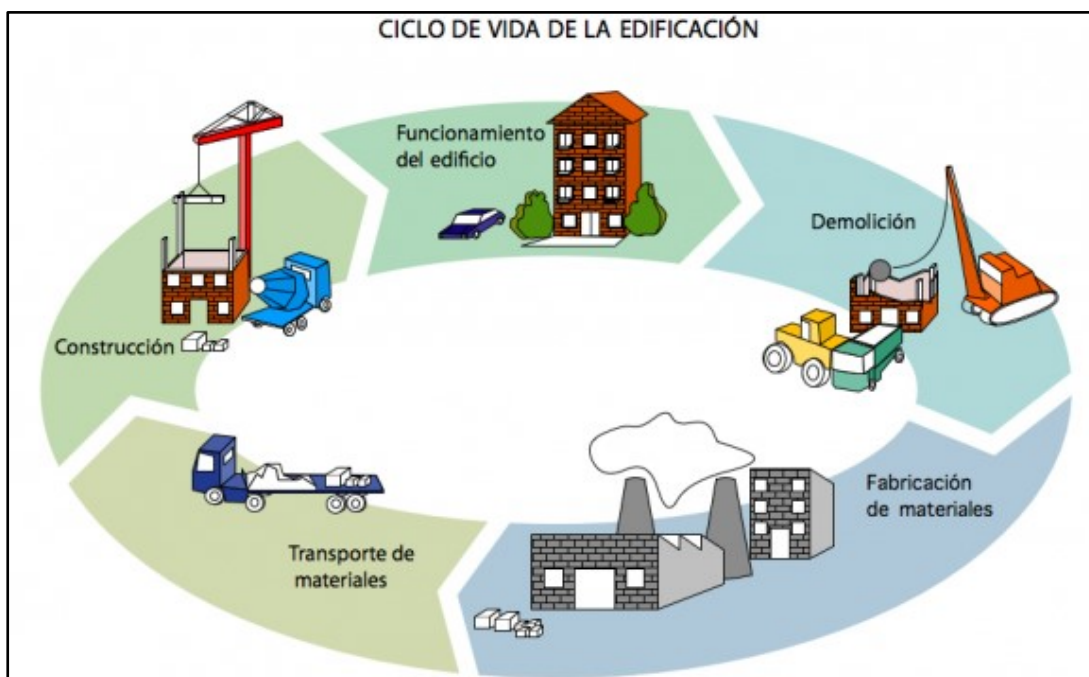 CICLO DE VIDA DE LA EDIFICACIÓN
Funcionamiento
del edificio
Demolición
Construcción
Fabricación
de materiales
Transporte de
materiales